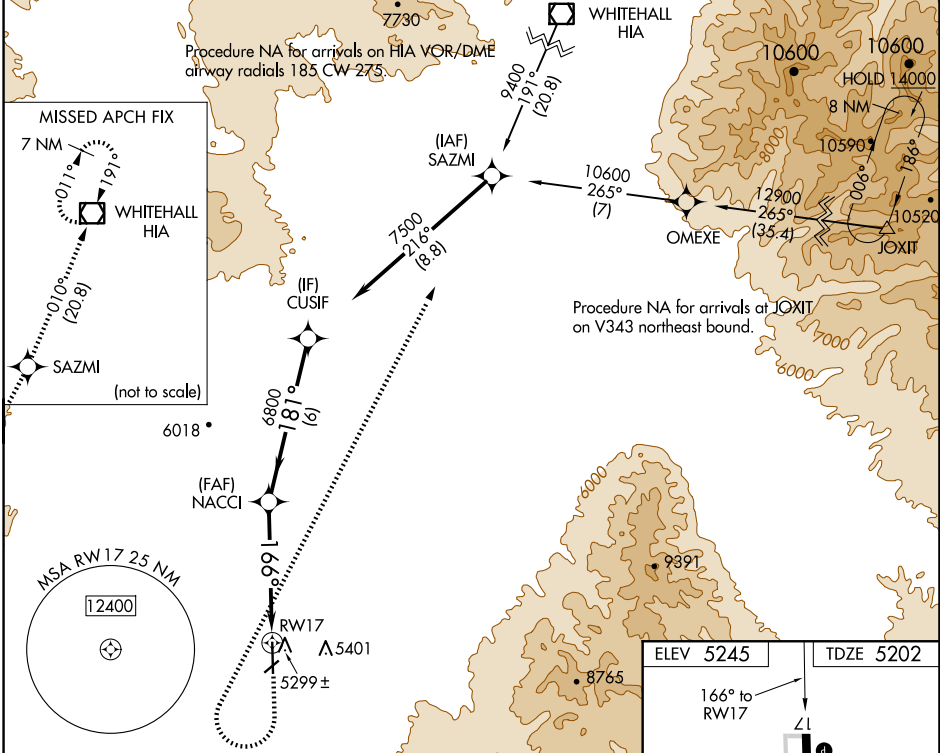 7730
WHITEHALL
HIA
Procedure NA for arrivals on HIA VOR/DME
airway radials 185 CW 275.
9400
191°
(20.8)
10600
10600
HOLD 14000
8 NM
10590
8000
006°
186°
10520
MISSED APCH FIX
7 NM
011°
191°
WHITEHALL
HIA
010°
(20.8)
SAZMI
(not to scale)
(IAF)
SAZMI
10600
265°
(7)
OMEXE
12900
265°
(35.4)
JOXIT
7500
216°
(8.8)
(IF)
CUSIF
Procedure NA for arrivals at JOXIT
on V343 northeast bound.
7000
6000
6800
181°
(6)
6018
(FAF)
NACCI
6000
166°
9391
MSA RW17 25 NM
12400
RW17
5401
5299 ±
8765
ELEV 5245
TDZE 5202
166° to
RW17
17
d